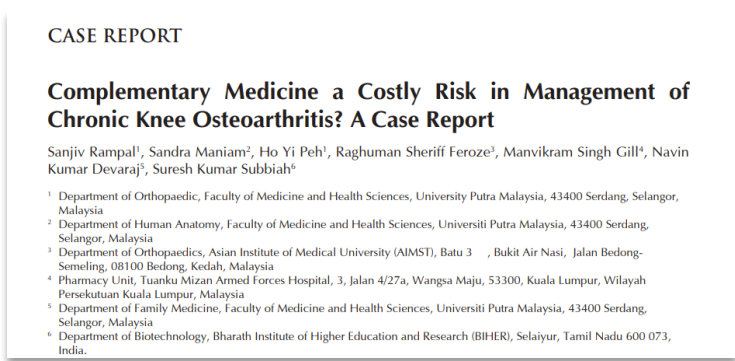 CASE REPORT
Complementary Medicine a Costly Risk in Management of
Chronic Knee Osteoarthritis? A Case Report
Sanjiv Rampal¹, Sandra Maniam², Ho Yi Peh¹, Raghuman Sheriff Feroze³, Manvikram Singh Gill⁴, Navin
Kumar Devaraj⁵, Suresh Kumar Subbiah⁶
¹ Department of Orthopaedic, Faculty of Medicine and Health Sciences, University Putra Malaysia, 43400 Serdang, Selangor,
Malaysia
² Department of Human Anatomy, Faculty of Medicine and Health Sciences, Universiti Putra Malaysia, 43400 Serdang,
Selangor, Malaysia
³ Department of Orthopaedics, Asian Institute of Medical University (AIMST), Batu 3 , Bukit Air Nasi, Jalan Bedong-
Semeling, 08100 Bedong, Kedah, Malaysia
⁴ Pharmacy Unit, Tuanku Mizan Armed Forces Hospital, 3, Jalan 4/27a, Wangsa Maju, 53300, Kuala Lumpur, Wilayah
Persekutuan Kuala Lumpur, Malaysia
⁵ Department of Family Medicine, Faculty of Medicine and Health Sciences, Universiti Putra Malaysia, 43400 Serdang,
Selangor, Malaysia
⁶ Department of Biotechnology, Bharath Institute of Higher Education and Research (BIHER), Selaiyur, Tamil Nadu 600 073,
India.